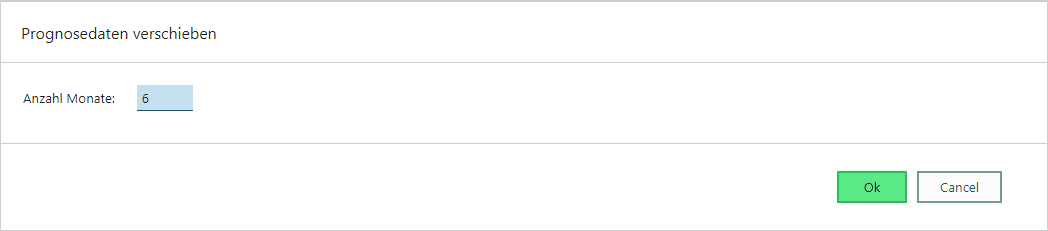 Prognosedaten verschieben
Anzahl Monate: 6
Ok Cancel